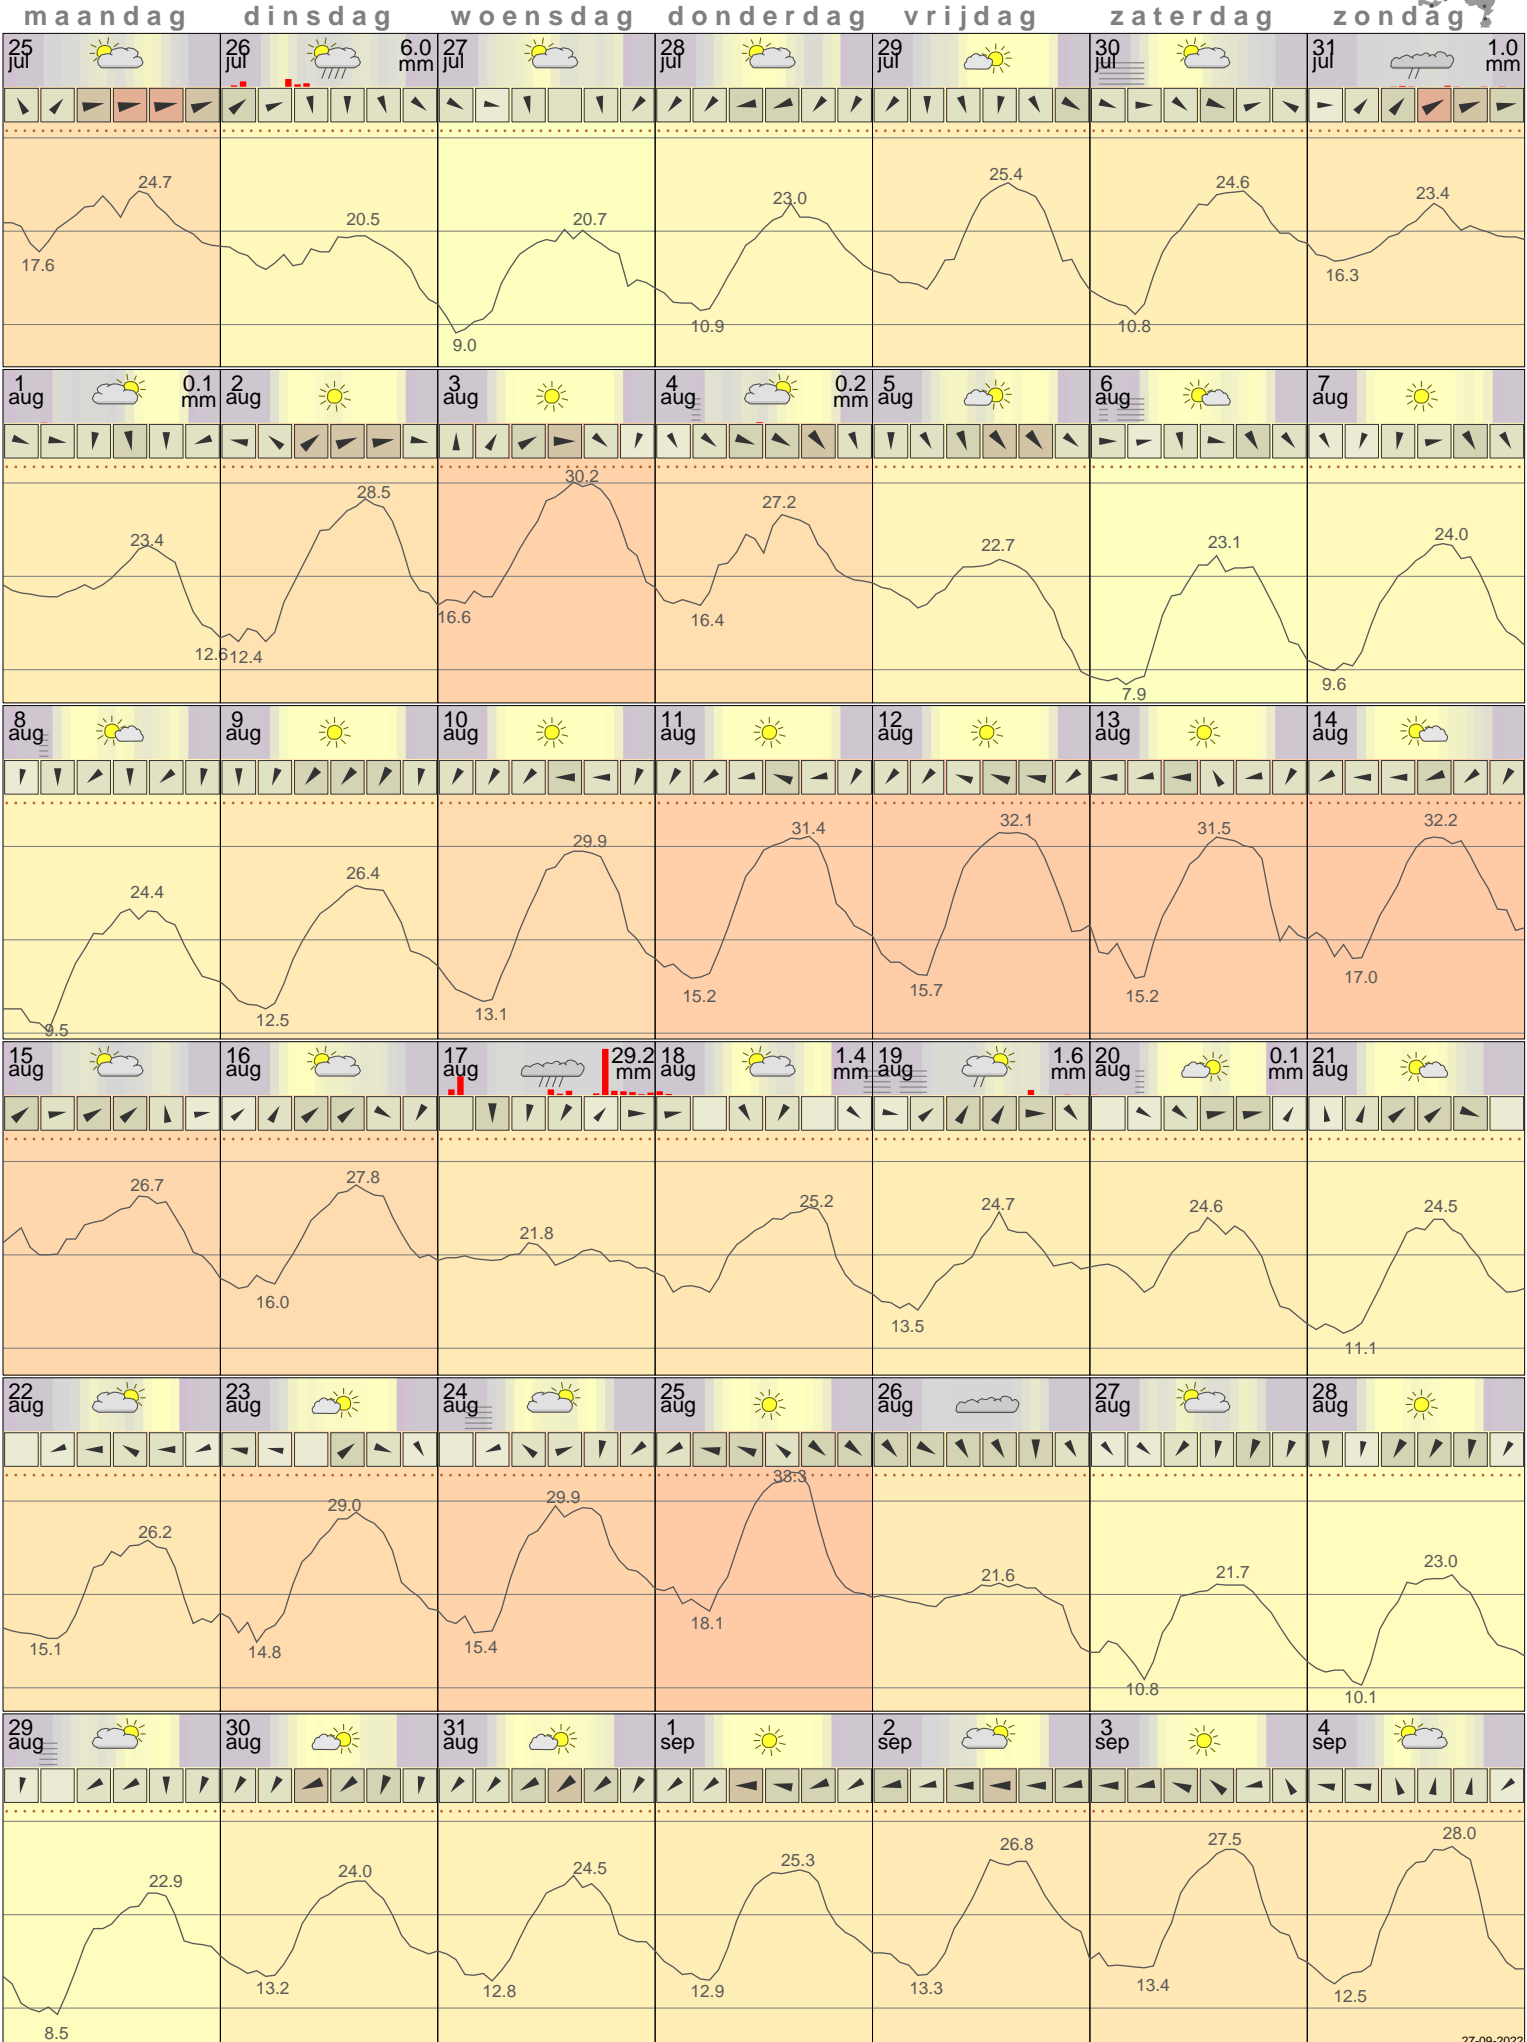 maandag dinsdag woensdag donderdag vrijdag zaterdag zondag
25 26 6.0 27 28 29 30 31 1.0
jul jul mm jul jul jul jul jul mm
24.7 20.5 20.7 23.0 25.4 24.6 23.4
17.6 9.0 10.9 10.8 16.3
1 0.1 2 3 4 0.2 5 6 7
aug mm aug aug aug mm aug aug aug
23.4 28.5 30.2 27.2 22.7 23.1 24.0
12.6 12.4 16.6 16.4 7.9 9.6
8 9 10 11 12 13 14
aug aug aug aug aug aug aug
24.4 26.4 29.9 31.4 32.1 31.5 32.2
9.5 12.5 13.1 15.2 15.7 15.2 17.0
15 16 17 29.2 18 1.4 19 1.6 20 0.1 21
aug aug aug mm aug mm aug mm aug mm aug
26.7 27.8 21.8 25.2 24.7 24.6 24.5
16.0 13.5 11.1
22 23 24 25 26 27 28
aug aug aug aug aug aug aug
26.2 29.0 29.9 33.3 21.6 21.7 23.0
15.1 14.8 15.4 18.1 10.8 10.1
29 30 31 1 2 3 4
aug aug aug sep sep sep sep
22.9 24.0 24.5 25.3 26.8 27.5 28.0
8.5 13.2 12.8 12.9 13.3 13.4 12.5
27-09-2022